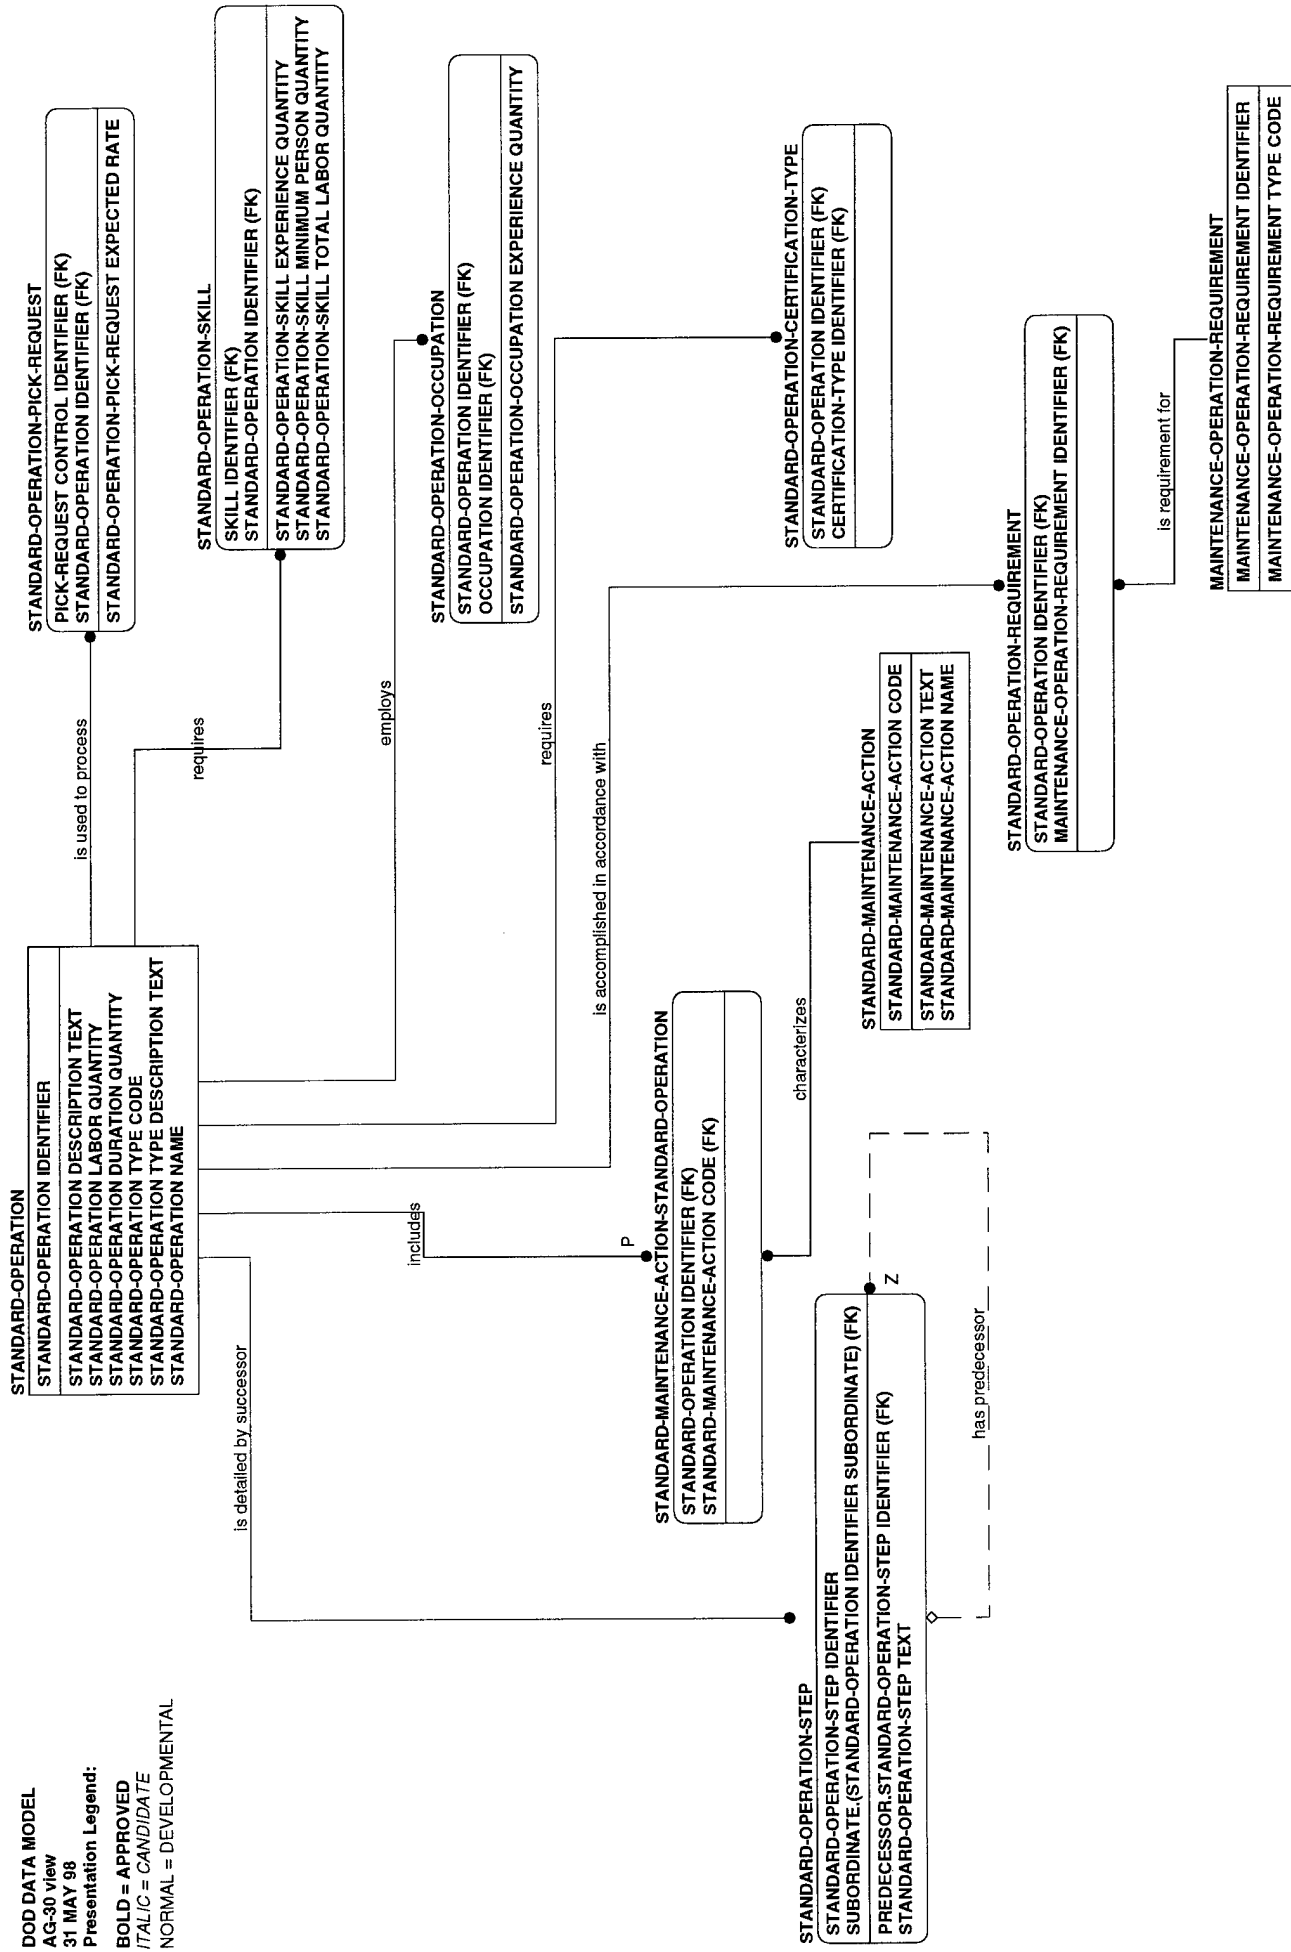 DOD DATA MODEL
AG-30 view
31 MAY 98
Presentation Legend:
BOLD = APPROVED
ITALIC = CANDIDATE
NORMAL = DEVELOPMENTAL
STANDARD-OPERATION
STANDARD-OPERATION IDENTIFIER
STANDARD-OPERATION DESCRIPTION TEXT
STANDARD-OPERATION LABOR QUANTITY
STANDARD-OPERATION DURATION QUANTITY
STANDARD-OPERATION TYPE CODE
STANDARD-OPERATION TYPE DESCRIPTION TEXT
STANDARD-OPERATION NAME
is used to process
STANDARD-OPERATION-PICK-REQUEST
PICK-REQUEST CONTROL IDENTIFIER (FK)
STANDARD-OPERATION IDENTIFIER (FK)
STANDARD-OPERATION-PICK-REQUEST EXPECTED RATE
requires
STANDARD-OPERATION-SKILL
SKILL IDENTIFIER (FK)
STANDARD-OPERATION IDENTIFIER (FK)
STANDARD-OPERATION-SKILL EXPERIENCE QUANTITY
STANDARD-OPERATION-SKILL MINIMUM PERSON QUANTITY
STANDARD-OPERATION-SKILL TOTAL LABOR QUANTITY
employs
STANDARD-OPERATION-OCCUPATION
STANDARD-OPERATION IDENTIFIER (FK)
OCCUPATION IDENTIFIER (FK)
STANDARD-OPERATION-OCCUPATION EXPERIENCE QUANTITY
requires
STANDARD-OPERATION-CERTIFICATION-TYPE
STANDARD-OPERATION IDENTIFIER (FK)
CERTIFICATION-TYPE IDENTIFIER (FK)
is accomplished in accordance with
STANDARD-OPERATION-REQUIREMENT
STANDARD-OPERATION IDENTIFIER (FK)
MAINTENANCE-OPERATION-REQUIREMENT IDENTIFIER (FK)
is requirement for
MAINTENANCE-OPERATION-REQUIREMENT
MAINTENANCE-OPERATION-REQUIREMENT IDENTIFIER
MAINTENANCE-OPERATION-REQUIREMENT TYPE CODE
includes
P
STANDARD-MAINTENANCE-ACTION-STANDARD-OPERATION
STANDARD-OPERATION IDENTIFIER (FK)
STANDARD-MAINTENANCE-ACTION CODE (FK)
characterizes
STANDARD-MAINTENANCE-ACTION
STANDARD-MAINTENANCE-ACTION CODE
STANDARD-MAINTENANCE-ACTION TEXT
STANDARD-MAINTENANCE-ACTION NAME
is detailed by successor
STANDARD-OPERATION-STEP
STANDARD-OPERATION-STEP IDENTIFIER
SUBORDINATE.(STANDARD-OPERATION IDENTIFIER SUBORDINATE) (FK)
PREDECESSOR.STANDARD-OPERATION-STEP IDENTIFIER (FK)
STANDARD-OPERATION-STEP TEXT
Z
has predecessor